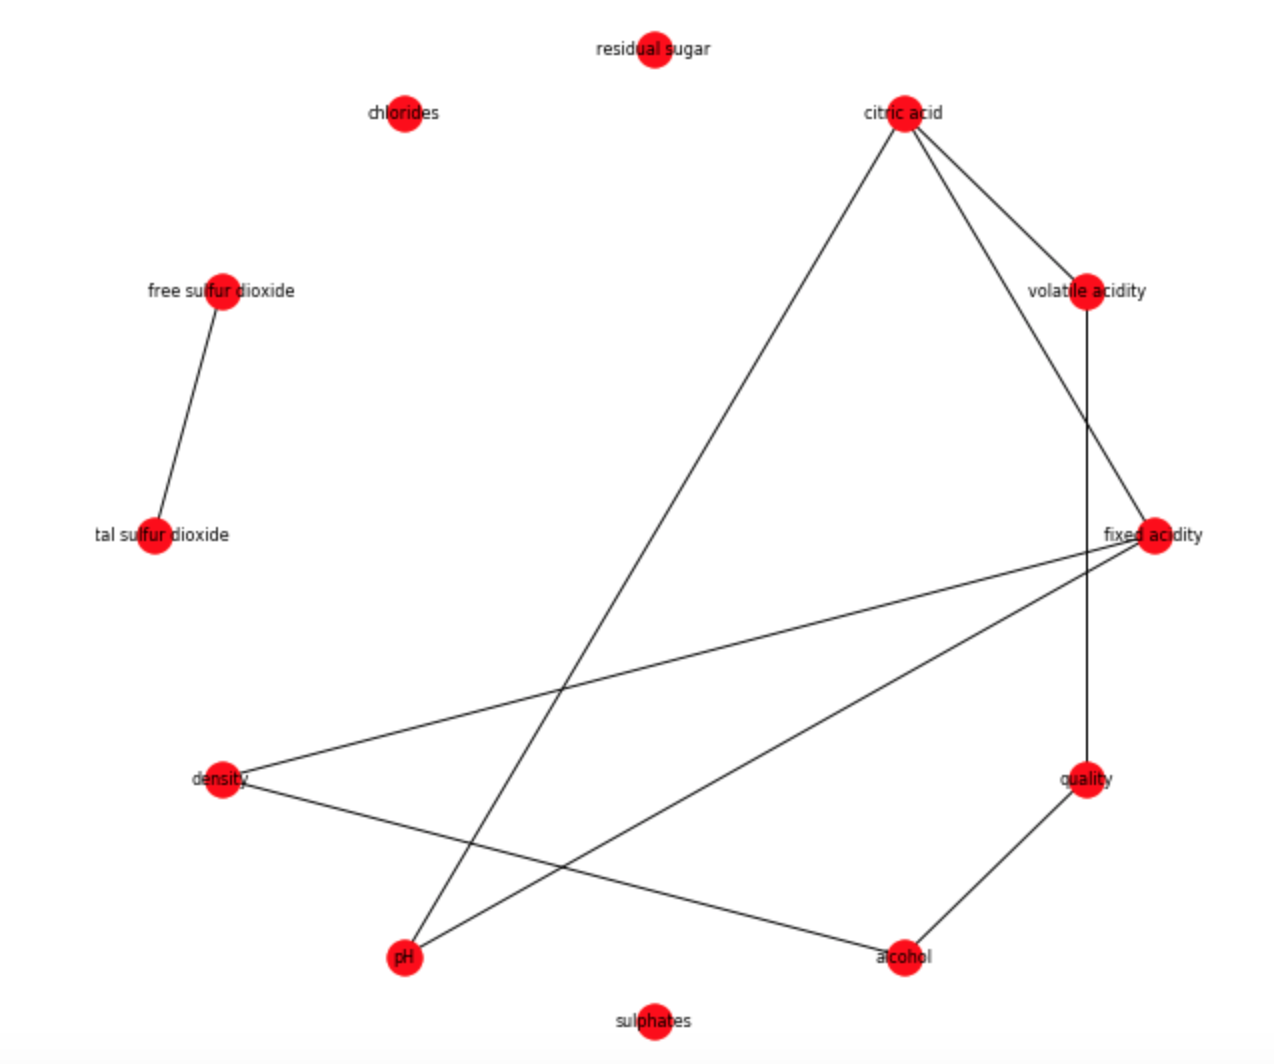 residual sugar
chlorides
citric acid
free sulfur dioxide
volatile acidity
tal sulfur dioxide
fixed acidity
density
quality
pH
alcohol
sulphates